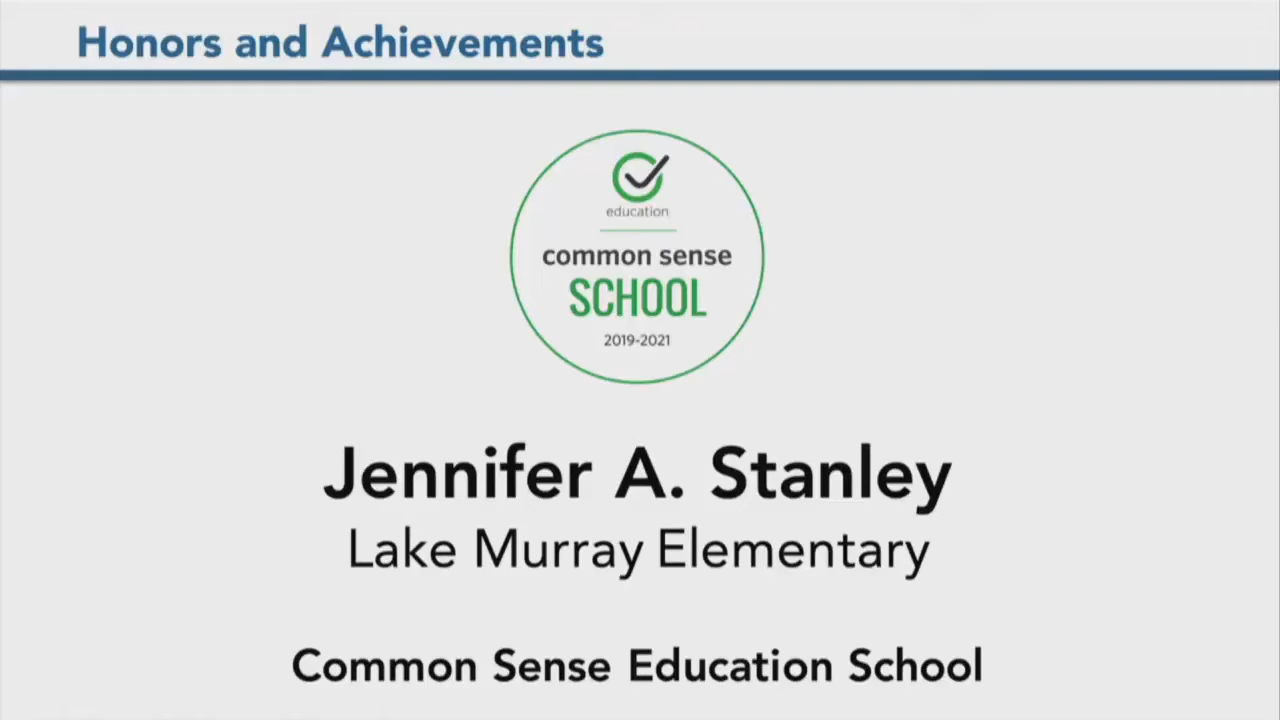 Honors and Achievements
education
common sense
SCHOOL
2019-2021
Jennifer A. Stanley
Lake Murray Elementary
Common Sense Education School